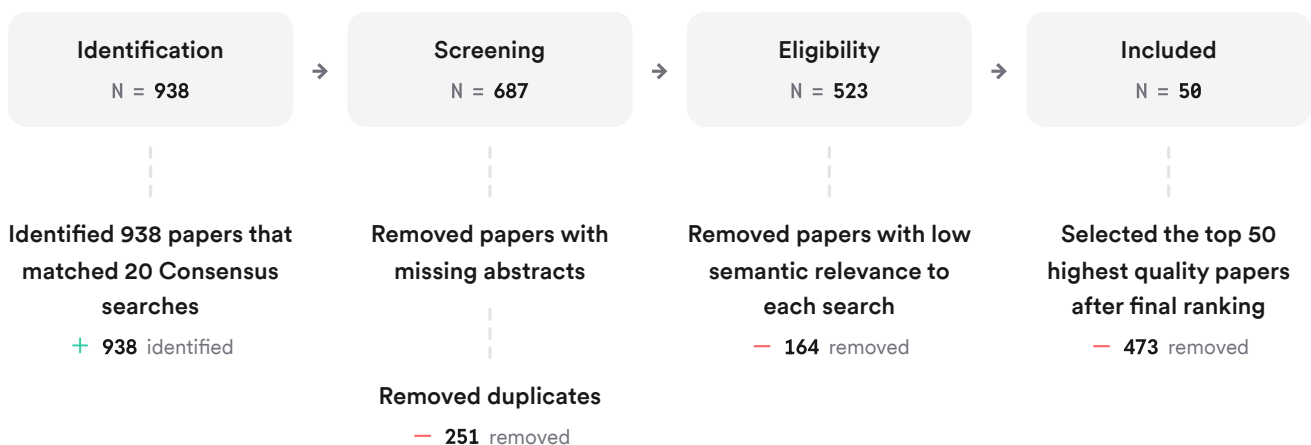 Identification
N = 938
Screening
N = 687
Eligibility
N = 523
Included
N = 50
Identified 938 papers that
matched 20 Consensus
searches
+ 938 identified
Removed papers with
missing abstracts
Removed duplicates
— 251 removed
Removed papers with low
semantic relevance to
each search
— 164 removed
Selected the top 50
highest quality papers
after final ranking
— 473 removed